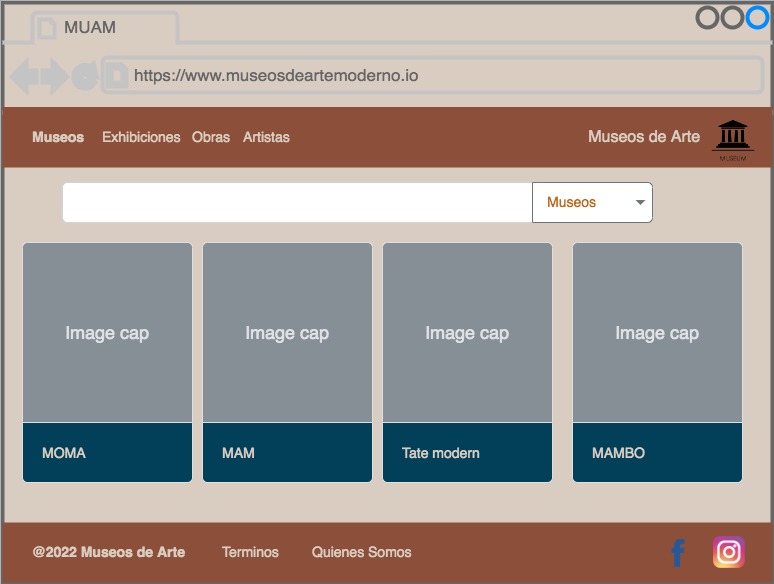 MUAM
https://www.museosdeartemoderno.io
Museos Exhibiciones Obras Artistas Museos de Arte
MUSEUM
Museos
Image cap Image cap Image cap Image cap
MOMA MAM Tate modern MAMBO
@2022 Museos de Arte Terminos Quienes Somos